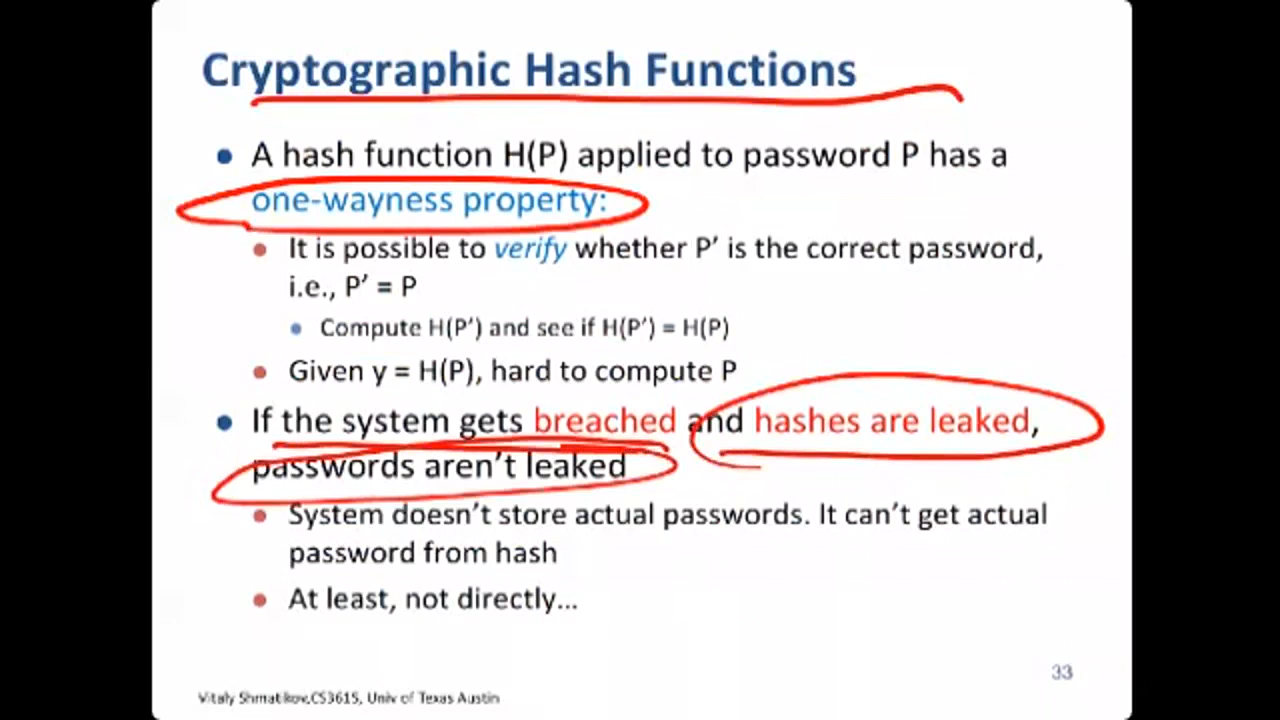 Cryptographic Hash Functions
• A hash function H(P) applied to password P has a
one-wayness property:
• It is possible to verify whether P′ is the correct password,
i.e., P′ = P
• Compute H(P′) and see if H(P′) = H(P)
• Given y = H(P), hard to compute P
• If the system gets breached and hashes are leaked,
passwords aren't leaked
• System doesn't store actual passwords. It can't get actual
password from hash
• At least, not directly…
33
Vitaly Shmatikov,CS3615, Univ of Texas Austin